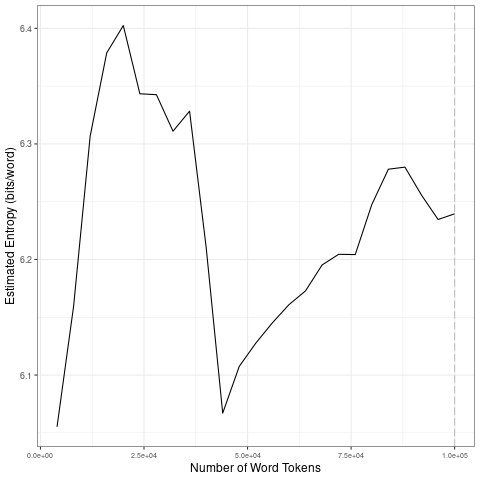 Estimated Entropy (bits/word)
6.4
6.3
6.2
6.1
0.0e+00 2.5e+04 5.0e+04 7.5e+04 1.0e+05
Number of Word Tokens